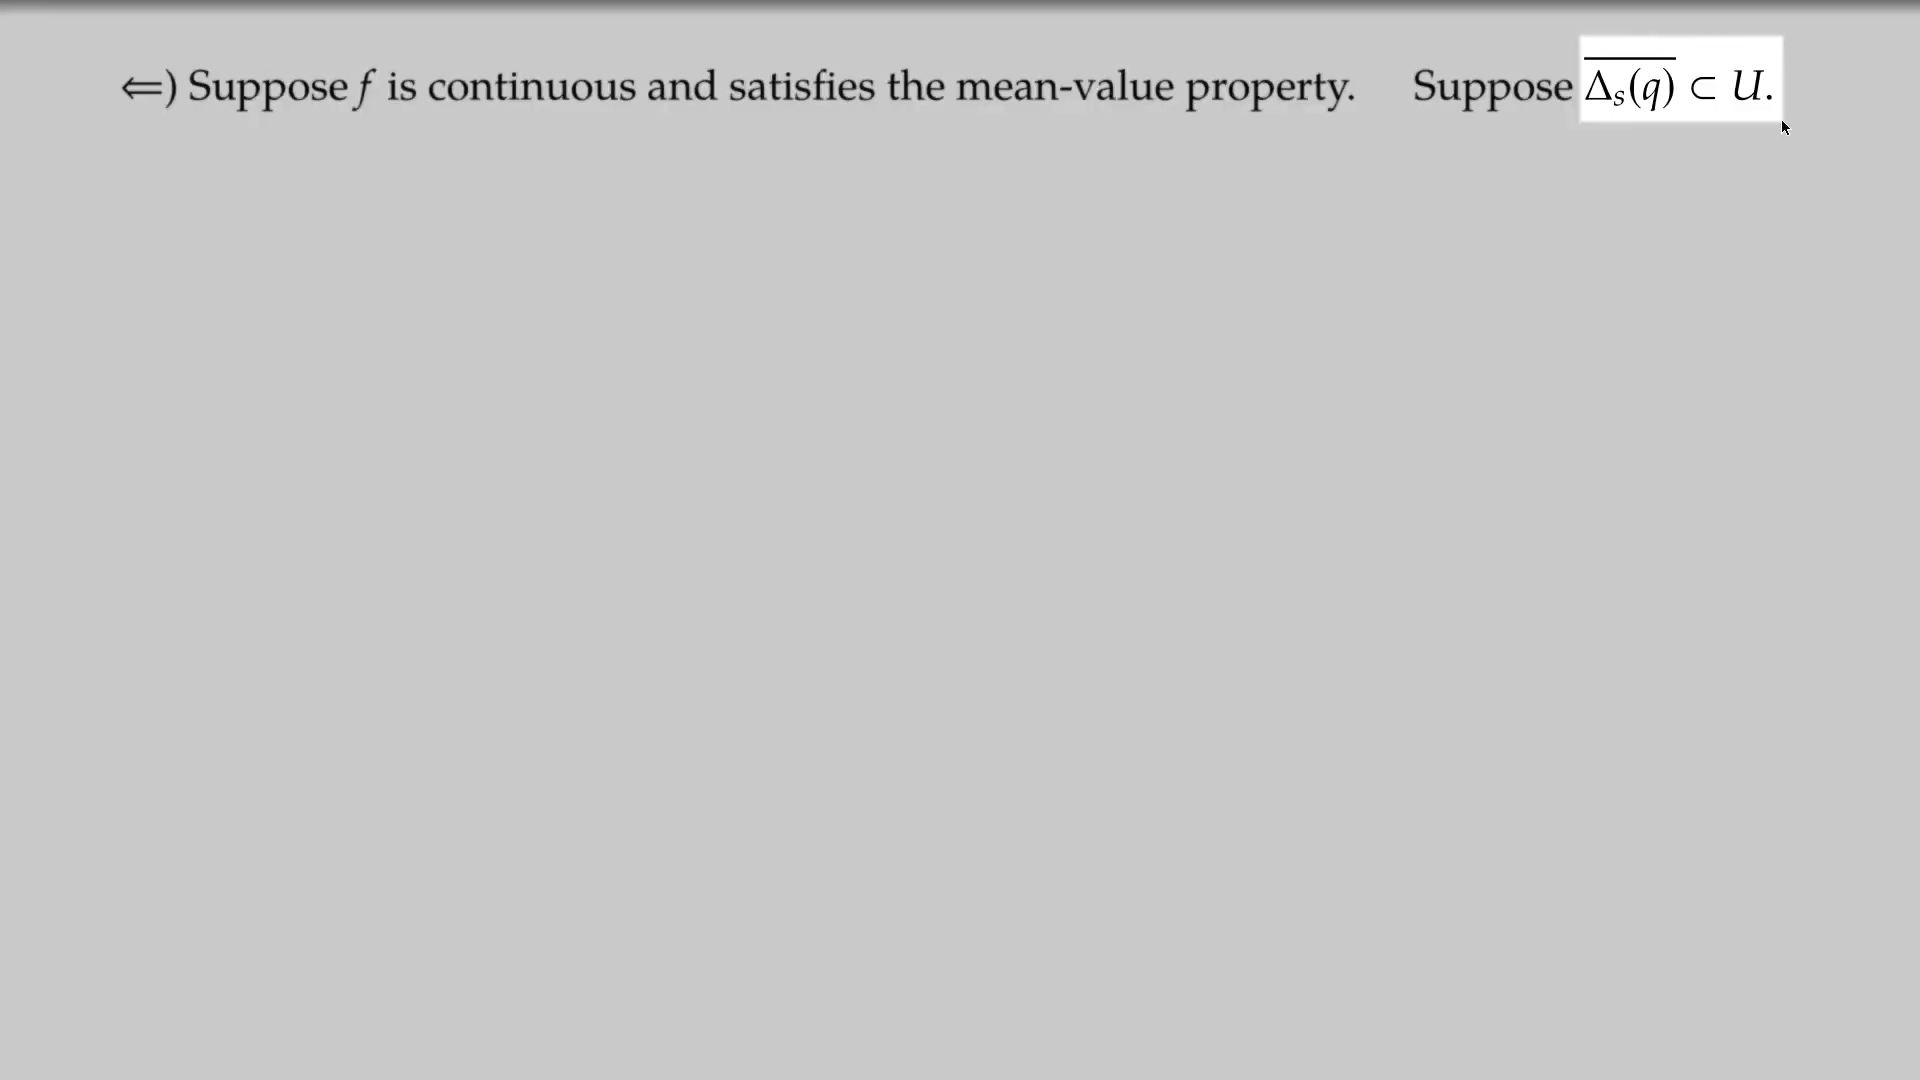 ⇐) Suppose f is continuous and satisfies the mean-value property. Suppose $\overline{\Delta_s(q)} \subset U.$